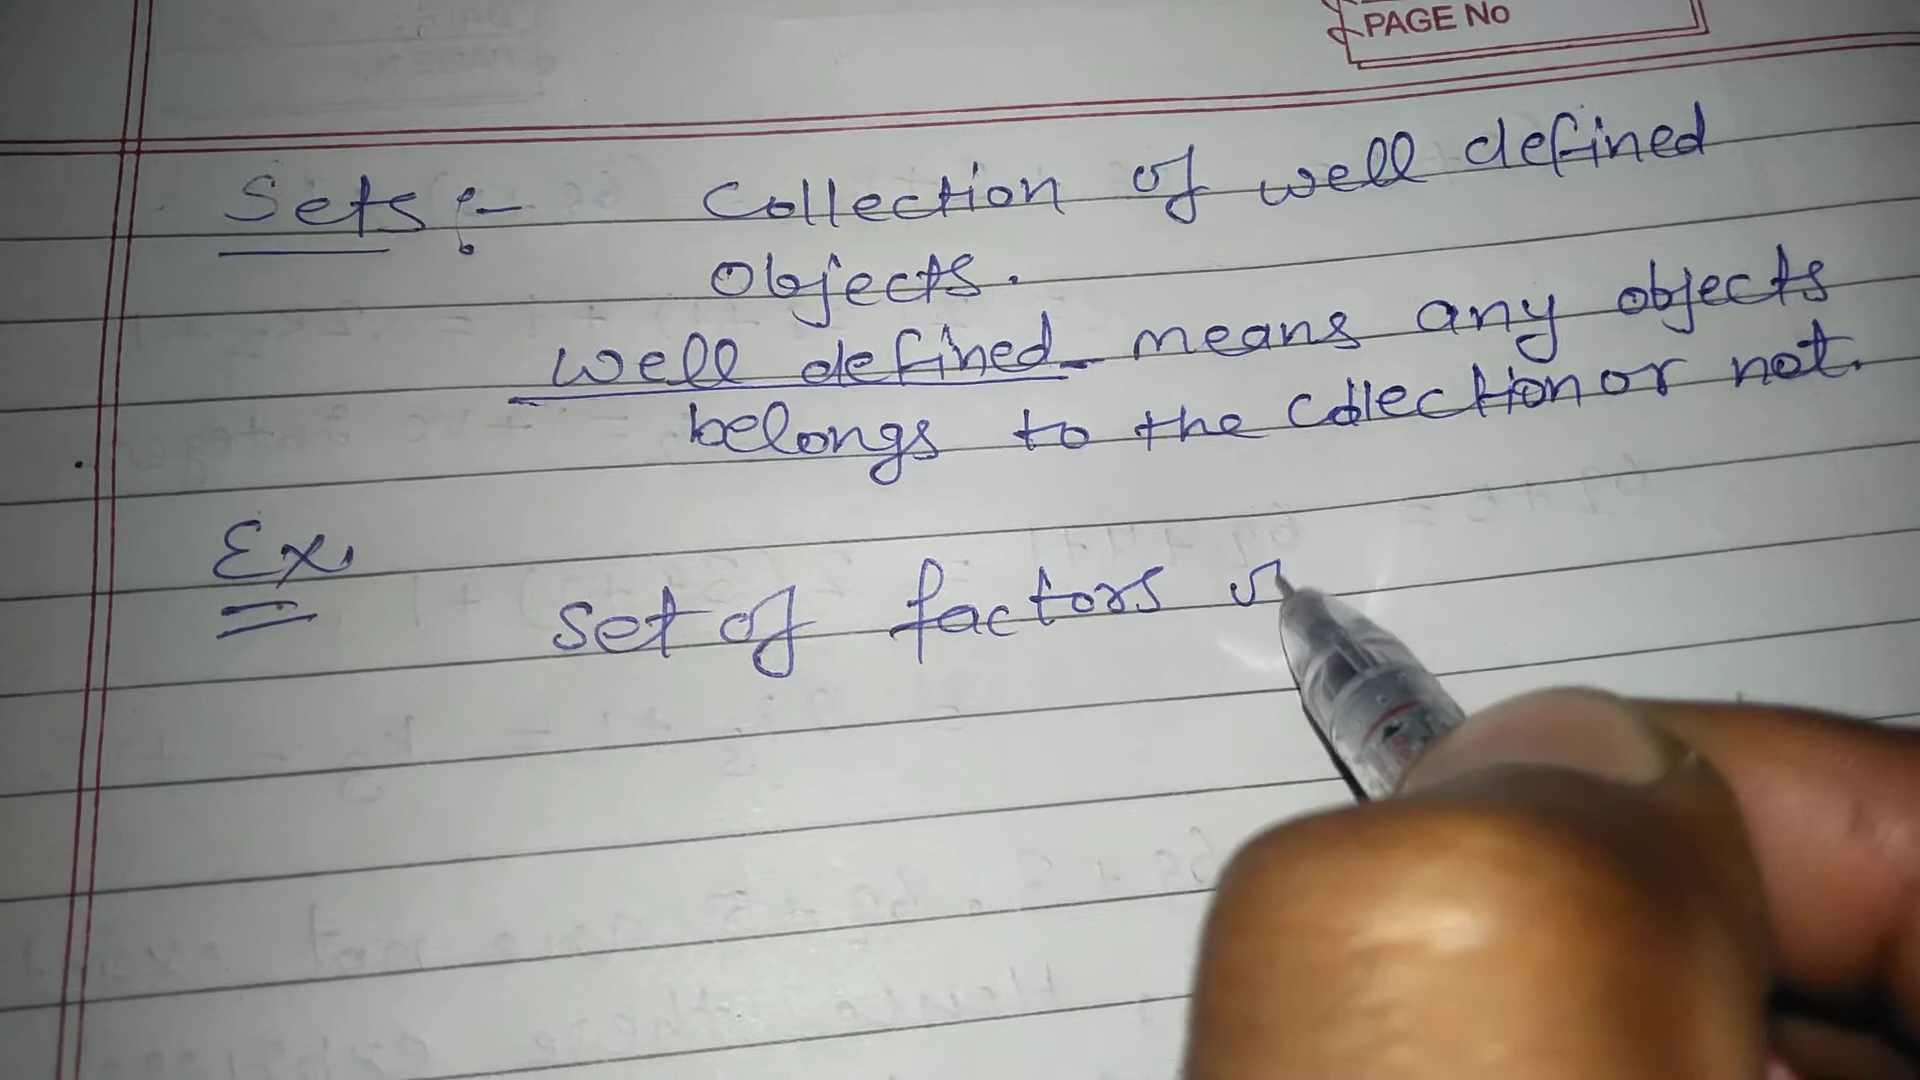 PAGE No
Sets :- Collection of well defined
objects.
well defined means any objects
belongs to the collection or not.
Ex.
set of factors